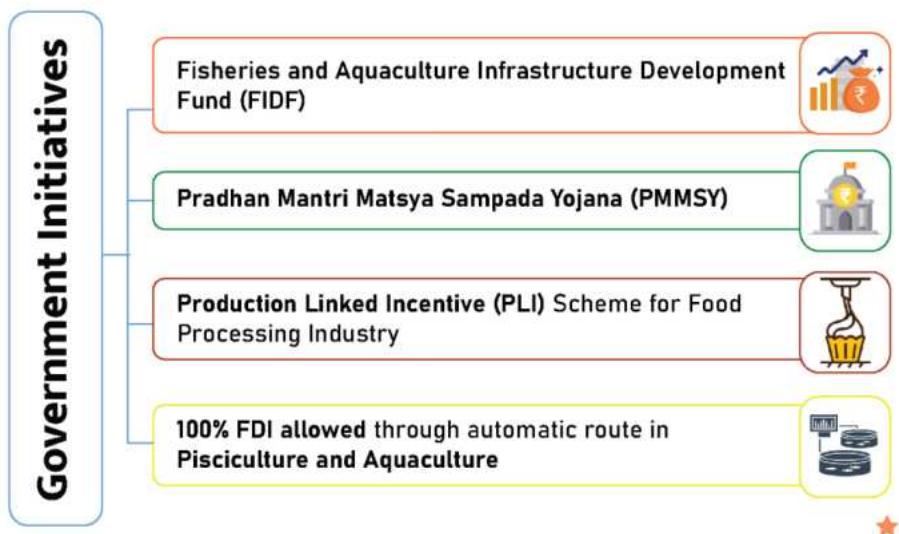 Government Initiatives
Fisheries and Aquaculture Infrastructure Development
Fund (FIDF)
Pradhan Mantri Matsya Sampada Yojana (PMMSY)
Production Linked Incentive (PLI) Scheme for Food
Processing Industry
100% FDI allowed through automatic route in
Pisciculture and Aquaculture